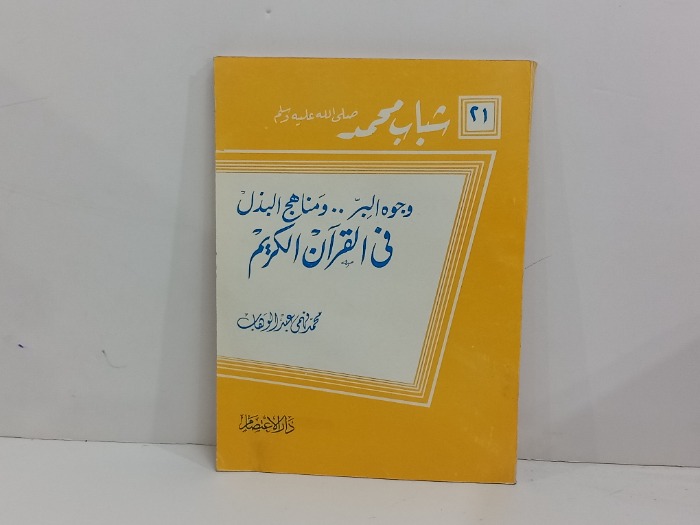 ٢١
شباب محمد صلى الله عليه وسلم
وجوه البِرّ .. ومناهج البذل
في القرآن الكريم
محمد فهمي عبد الوهاب
دار الاعتصام